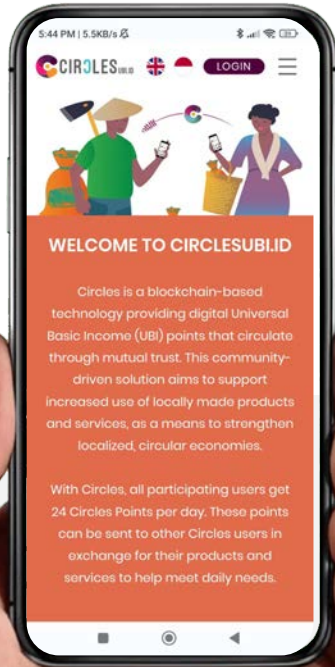 5:44 PM | 5.5KB/s
CIRCLES UBI.ID
LOGIN
WELCOME TO CIRCLESUBI.ID
Circles is a blockchain-based
technology providing digital Universal
Basic Income (UBI) points that circulate
through mutual trust. This community-
driven solution aims to support
increased use of locally made products
and services, as a means to strengthen
localized, circular economies.
With Circles, all participating users get
24 Circles Points per day. These points
can be sent to other Circles users in
exchange for their products and
services to help meet daily needs.